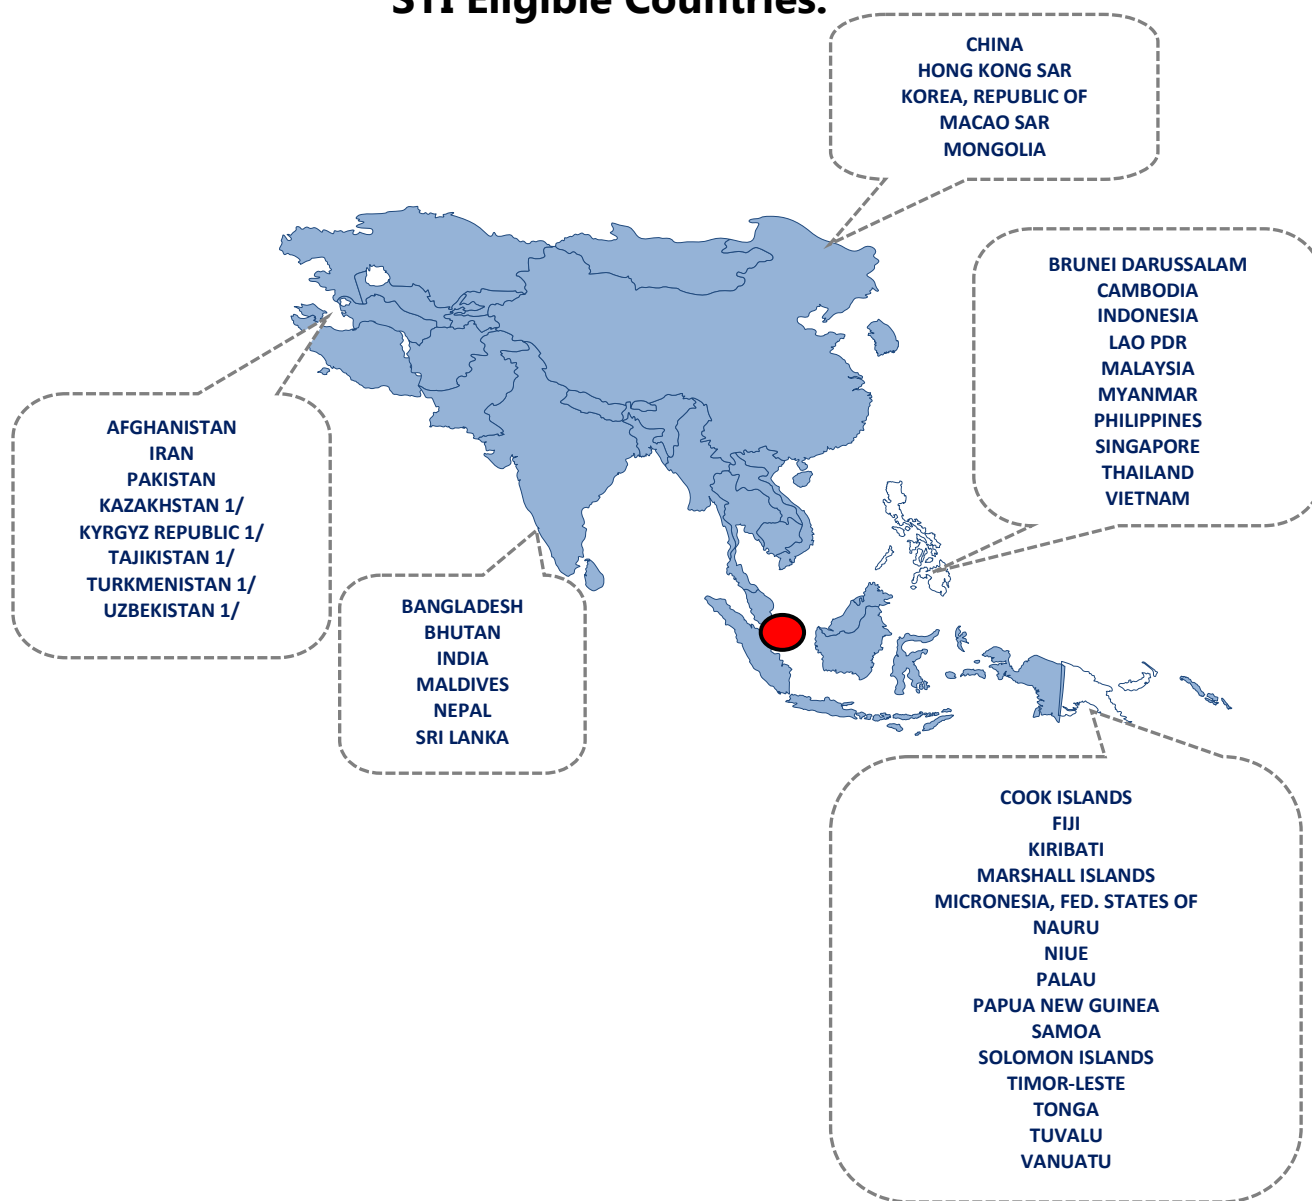 STI Eligible Countries.
CHINA
HONG KONG SAR
KOREA, REPUBLIC OF
MACAO SAR
MONGOLIA
BRUNEI DARUSSALAM
CAMBODIA
INDONESIA
LAO PDR
MALAYSIA
MYANMAR
PHILIPPINES
SINGAPORE
THAILAND
VIETNAM
AFGHANISTAN
IRAN
PAKISTAN
KAZAKHSTAN 1/
KYRGYZ REPUBLIC 1/
TAJIKISTAN 1/
TURKMENISTAN 1/
UZBEKISTAN 1/
BANGLADESH
BHUTAN
INDIA
MALDIVES
NEPAL
SRI LANKA
COOK ISLANDS
FIJI
KIRIBATI
MARSHALL ISLANDS
MICRONESIA, FED. STATES OF
NAURU
NIUE
PALAU
PAPUA NEW GUINEA
SAMOA
SOLOMON ISLANDS
TIMOR-LESTE
TONGA
TUVALU
VANUATU